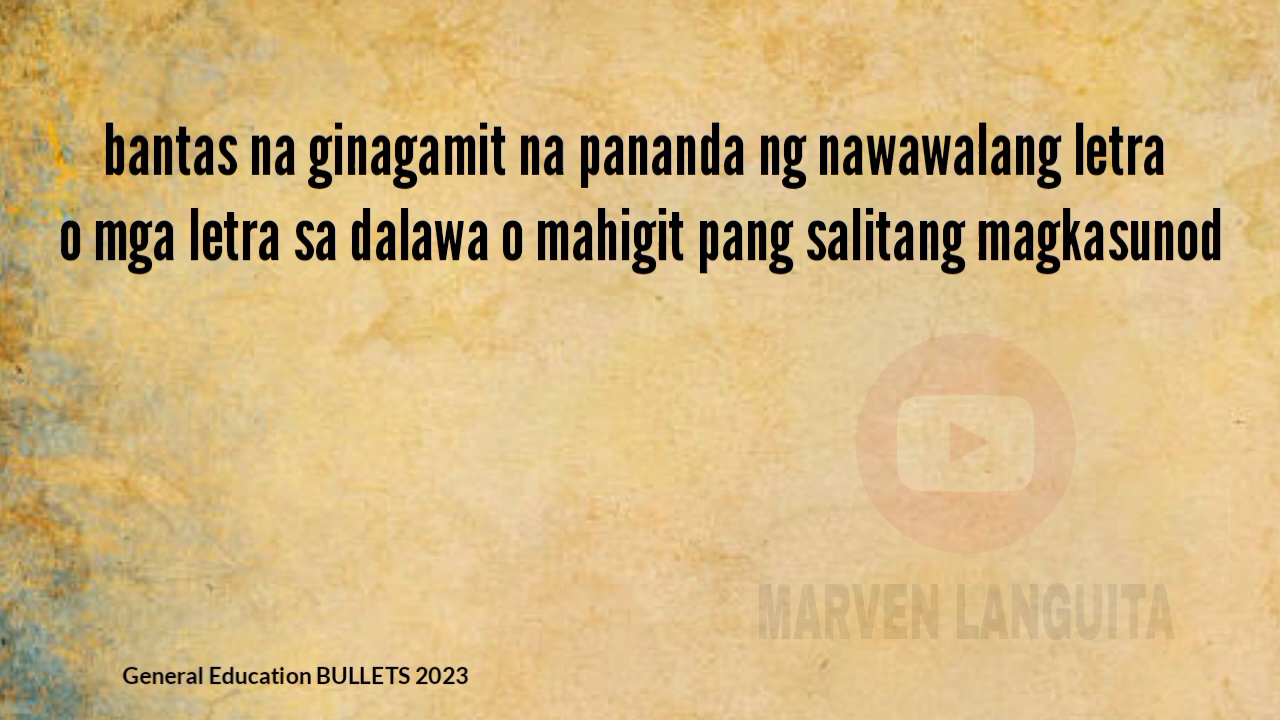 bantas na ginagamit na pananda ng nawawalang letra
o mga letra sa dalawa o mahigit pang salitang magkasunod
MARVEN LANGUITA
General Education BULLETS 2023